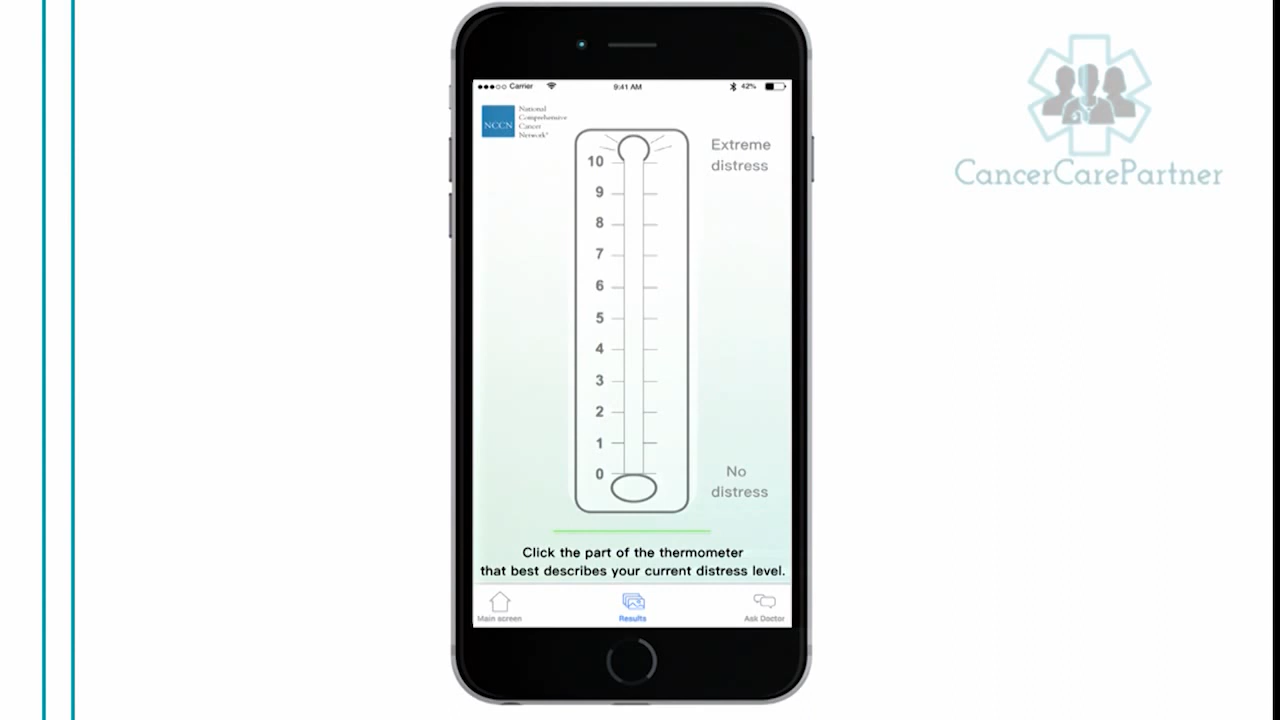 Carrier
9:41 AM
42%
NCCN
National
Comprehensive
Cancer
Network®
Extreme
distress
10
9
8
7
6
5
4
3
2
1
0
No
distress
Click the part of the thermometer
that best describes your current distress level.
Main screen
Results
Ask Doctor
CancerCarePartner